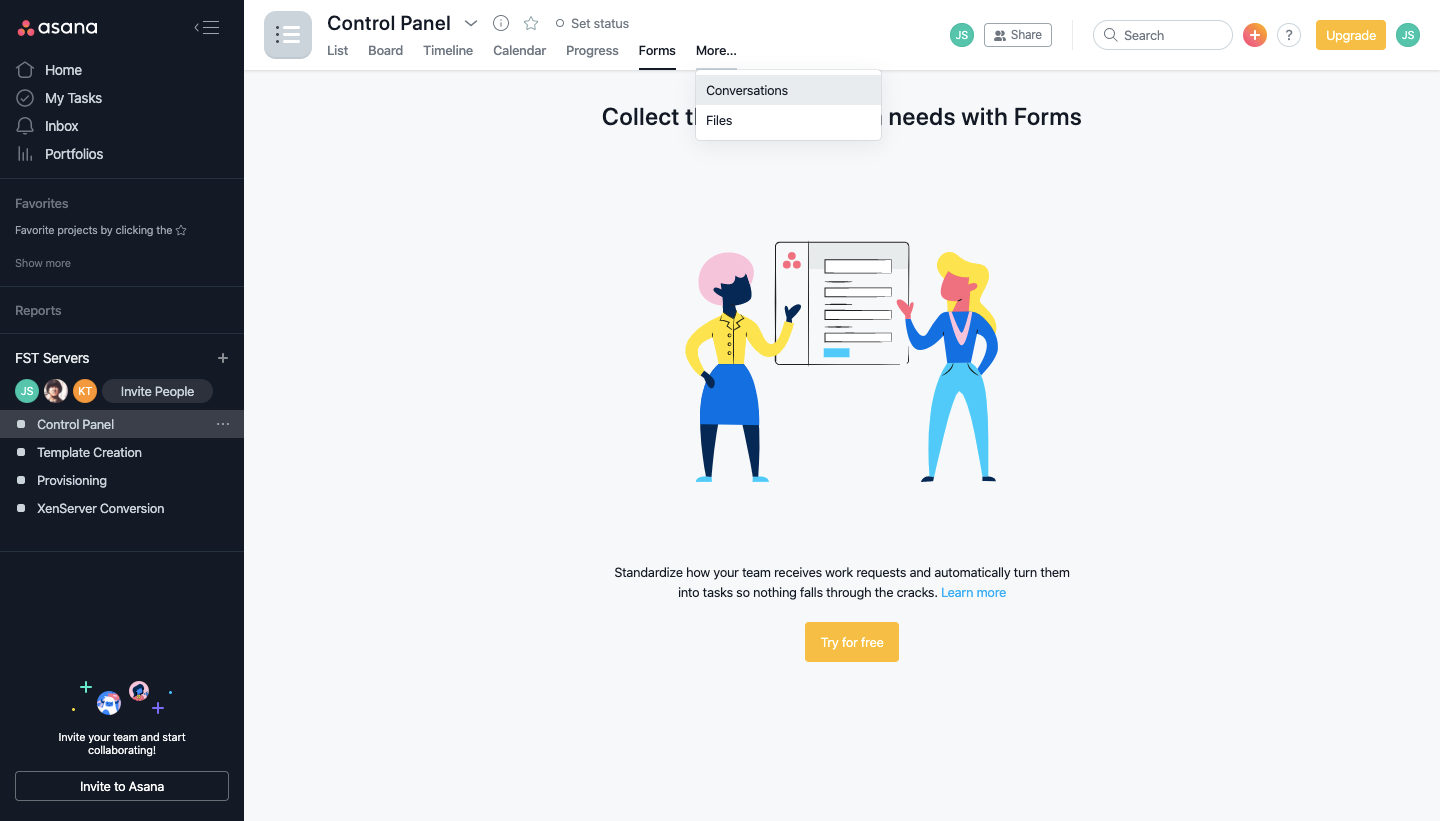 asana
Home
My Tasks
Inbox
Portfolios
Favorites
Favorite projects by clicking the
Show more
Reports
FST Servers
JS
KT
Invite People
Control Panel
Template Creation
Provisioning
XenServer Conversion
Invite your team and start
collaborating!
Invite to Asana
Control Panel
Set status
List
Board
Timeline
Calendar
Progress
Forms
More...
JS
Share
Search
?
Upgrade
JS
Conversations
Files
Collect needs with Forms
Standardize how your team receives work requests and automatically turn them
into tasks so nothing falls through the cracks. Learn more
Try for free